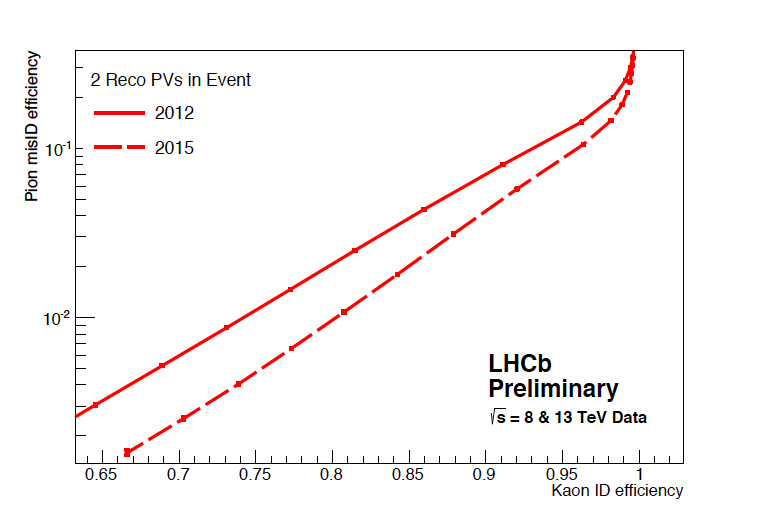 Pion misID efficiency
2 Reco PVs in Event
2012
2015
10-1
10-2
LHCb
Preliminary
√s = 8 & 13 TeV Data
0.65 0.7 0.75 0.8 0.85 0.9 0.95 1
Kaon ID efficiency